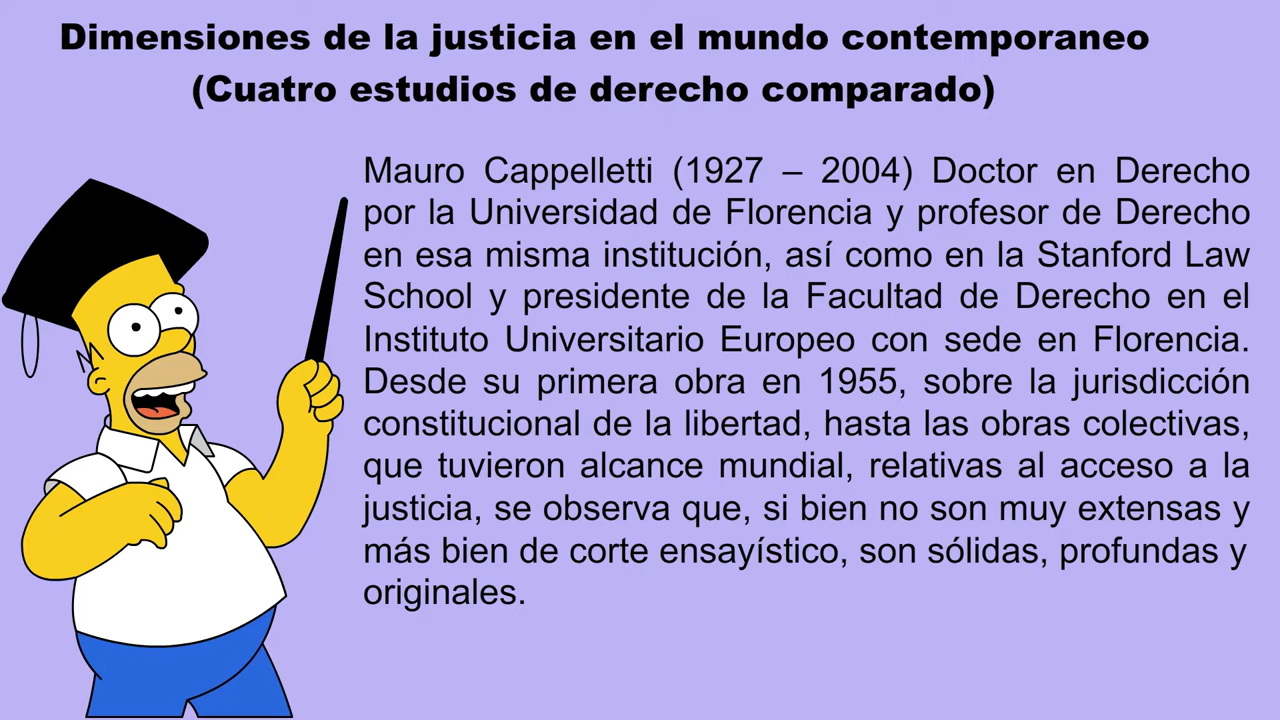 Dimensiones de la justicia en el mundo contemporaneo
(Cuatro estudios de derecho comparado)
Mauro Cappelletti (1927 – 2004) Doctor en Derecho
por la Universidad de Florencia y profesor de Derecho
en esa misma institución, así como en la Stanford Law
School y presidente de la Facultad de Derecho en el
Instituto Universitario Europeo con sede en Florencia.
Desde su primera obra en 1955, sobre la jurisdicción
constitucional de la libertad, hasta las obras colectivas,
que tuvieron alcance mundial, relativas al acceso a la
justicia, se observa que, si bien no son muy extensas y
más bien de corte ensayístico, son sólidas, profundas y
originales.